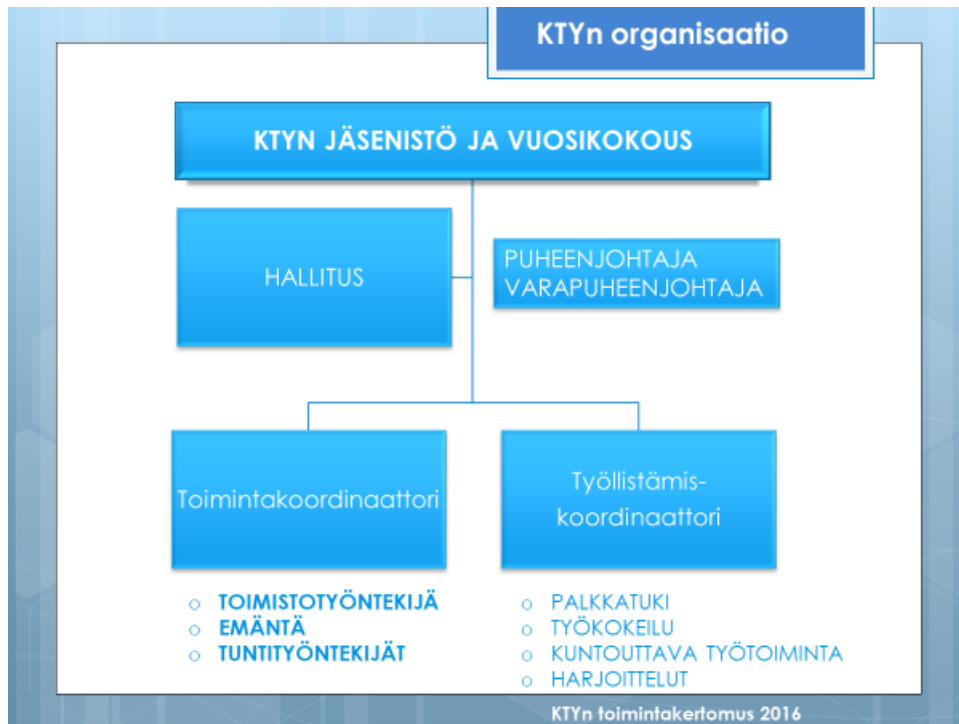 KTYn organisaatio
KTYN JÄSENISTÖ JA VUOSIKOKOUS
HALLITUS
PUHEENJOHTAJA
VARAPUHEENJOHTAJA
Toimintakoordinaattori
Työllistämis-
koordinaattori
TOIMISTOTYÖNTEKIJÄ
EMÄNTÄ
TUNTITYÖNTEKIJÄT
PALKKATUKI
TYÖKOKEILU
KUNTOUTTAVA TYÖTOIMINTA
HARJOITTELUT
KTYn toimintakertomus 2016